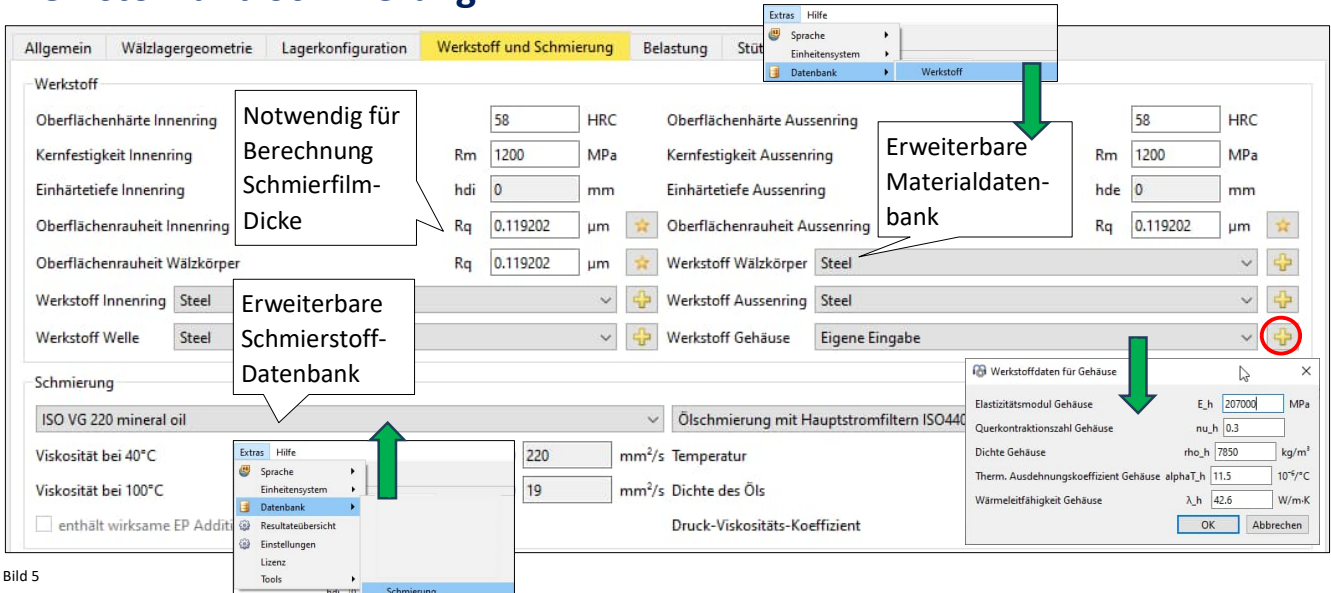 Extras Hilfe
Sprache
Einheitensystem
Datenbank Werkstoff
Allgemein Wälzlagergeometrie Lagerkonfiguration Werkstoff und Schmierung Belastung
Werkstoff
Oberflächenhärte Innenring 58 HRC Oberflächenhärte Aussenring 58 HRC
Kernfestigkeit Innenring Rm 1200 MPa Kernfestigkeit Aussenring Rm 1200 MPa
Einhärtetiefe Innenring hdi 0 mm Einhärtetiefe Aussenring hde 0 mm
Oberflächenrauheit Innenring Rq 0.119202 µm Oberflächenrauheit Aussenring Rq 0.119202 µm
Oberflächenrauheit Wälzkörper Rq 0.119202 µm Werkstoff Wälzkörper Steel
Werkstoff Innenring Steel Werkstoff Aussenring Steel
Werkstoff Welle Steel Werkstoff Gehäuse Eigene Eingabe
Notwendig für
Berechnung
Schmierfilm-
Dicke
Erweiterbare
Materialdaten-
bank
Erweiterbare
Schmierstoff-
Datenbank
Schmierung
ISO VG 220 mineral oil Ölschmierung mit Hauptstromfiltern ISO440
Viskosität bei 40°C 220 mm²/s Temperatur
Viskosität bei 100°C 19 mm²/s Dichte des Öls
enthält wirksame EP Additi Druck-Viskositäts-Koeffizient
Extras Hilfe
Sprache
Einheitensystem
Datenbank
Resultateübersicht
Einstellungen
Lizenz
Tools
Schmierung
Werkstoffdaten für Gehäuse
Elastizitätsmodul Gehäuse E_h 207000 MPa
Querkontraktionszahl Gehäuse nu_h 0.3
Dichte Gehäuse rho_h 7850 kg/m³
Therm. Ausdehnungskoeffizient Gehäuse alphaT_h 11.5 10⁻⁶/°C
Wärmeleitfähigkeit Gehäuse λ_h 42.6 W/m·K
OK Abbrechen
Bild 5